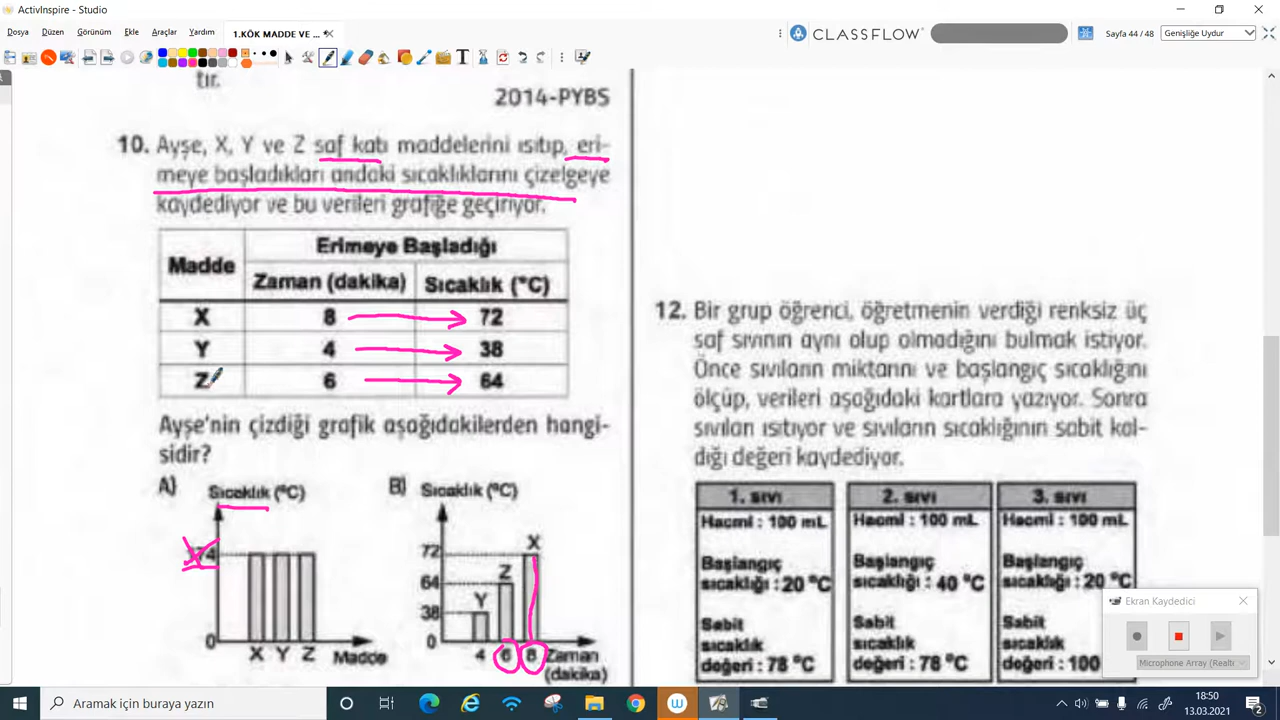 ActivInspire - Studio
Dosya Düzen Görünüm Ekle Araçlar Yardım
1.KÖK MADDE VE ...
CLASSFLOW
Sayfa 44 / 48
Genişliğe Uydur
tır.
2014-PYBS
10. Ayşe, X, Y ve Z saf katı maddelerini ısıtıp, eri-
meye başladıkları andaki sıcaklıklarını çizelgeye
kaydediyor ve bu verileri grafiğe geçiriyor.
Madde
Erimeye Başladığı
Zaman (dakika) Sıcaklık (°C)
X 8 72
Y 4 38
Z 6 64
Ayşe'nin çizdiği grafik aşağıdakilerden hangi-
sidir?
A) Sıcaklık (°C)
0
X Y Z Madde
B) Sıcaklık (°C)
X
72
Z
64
Y
38
0
4 6 8 Zaman
(dakika)
12. Bir grup öğrenci, öğretmenin verdiği renksiz üç
saf sıvının aynı olup olmadığını bulmak istiyor.
Önce sıvıların miktarını ve başlangıç sıcaklığını
ölçüp, verileri aşağıdaki kartlara yazıyor. Sonra
sıvıları ısıtıyor ve sıvıların sıcaklığının sabit kal-
dığı değeri kaydediyor.
1. sıvı
Hacmi : 100 mL
Başlangıç
sıcaklığı : 20 °C
Sabit
sıcaklık
değeri : 78 °C
2. sıvı
Hacmi : 100 mL
Başlangıç
sıcaklığı : 40 °C
Sabit
sıcaklık
değeri : 78 °C
3. sıvı
Hacmi : 100 mL
Başlangıç
sıcaklığı : 20 °C
Sabit
sıcaklık
değeri : 100
Ekran Kaydedici
Microphone Array (Realt
Aramak için buraya yazın
18:50
13.03.2021
2